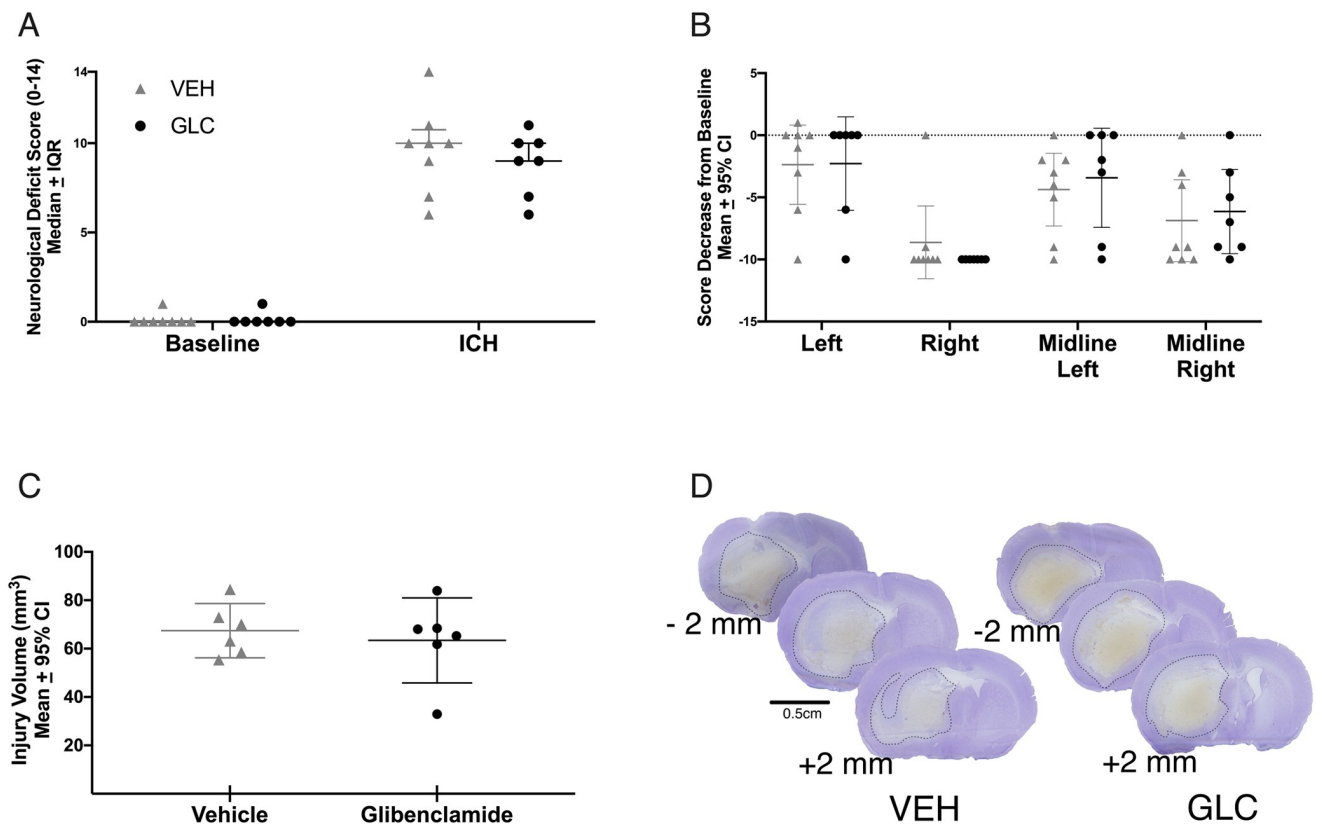 A
Neurological Deficit Score (0-14)
Median ± IQR
14
10
5
0
VEH
GLC
Baseline
ICH
B
Score Decrease from Baseline
Mean ± 95% CI
5
0
-5
-10
-15
Left
Right
Midline
Left
Midline
Right
C
Injury Volume (mm³)
Mean ± 95% CI
100
80
60
40
20
Vehicle
Glibenclamide
D
- 2 mm
0.5cm
+2 mm
VEH
-2 mm
+2 mm
GLC